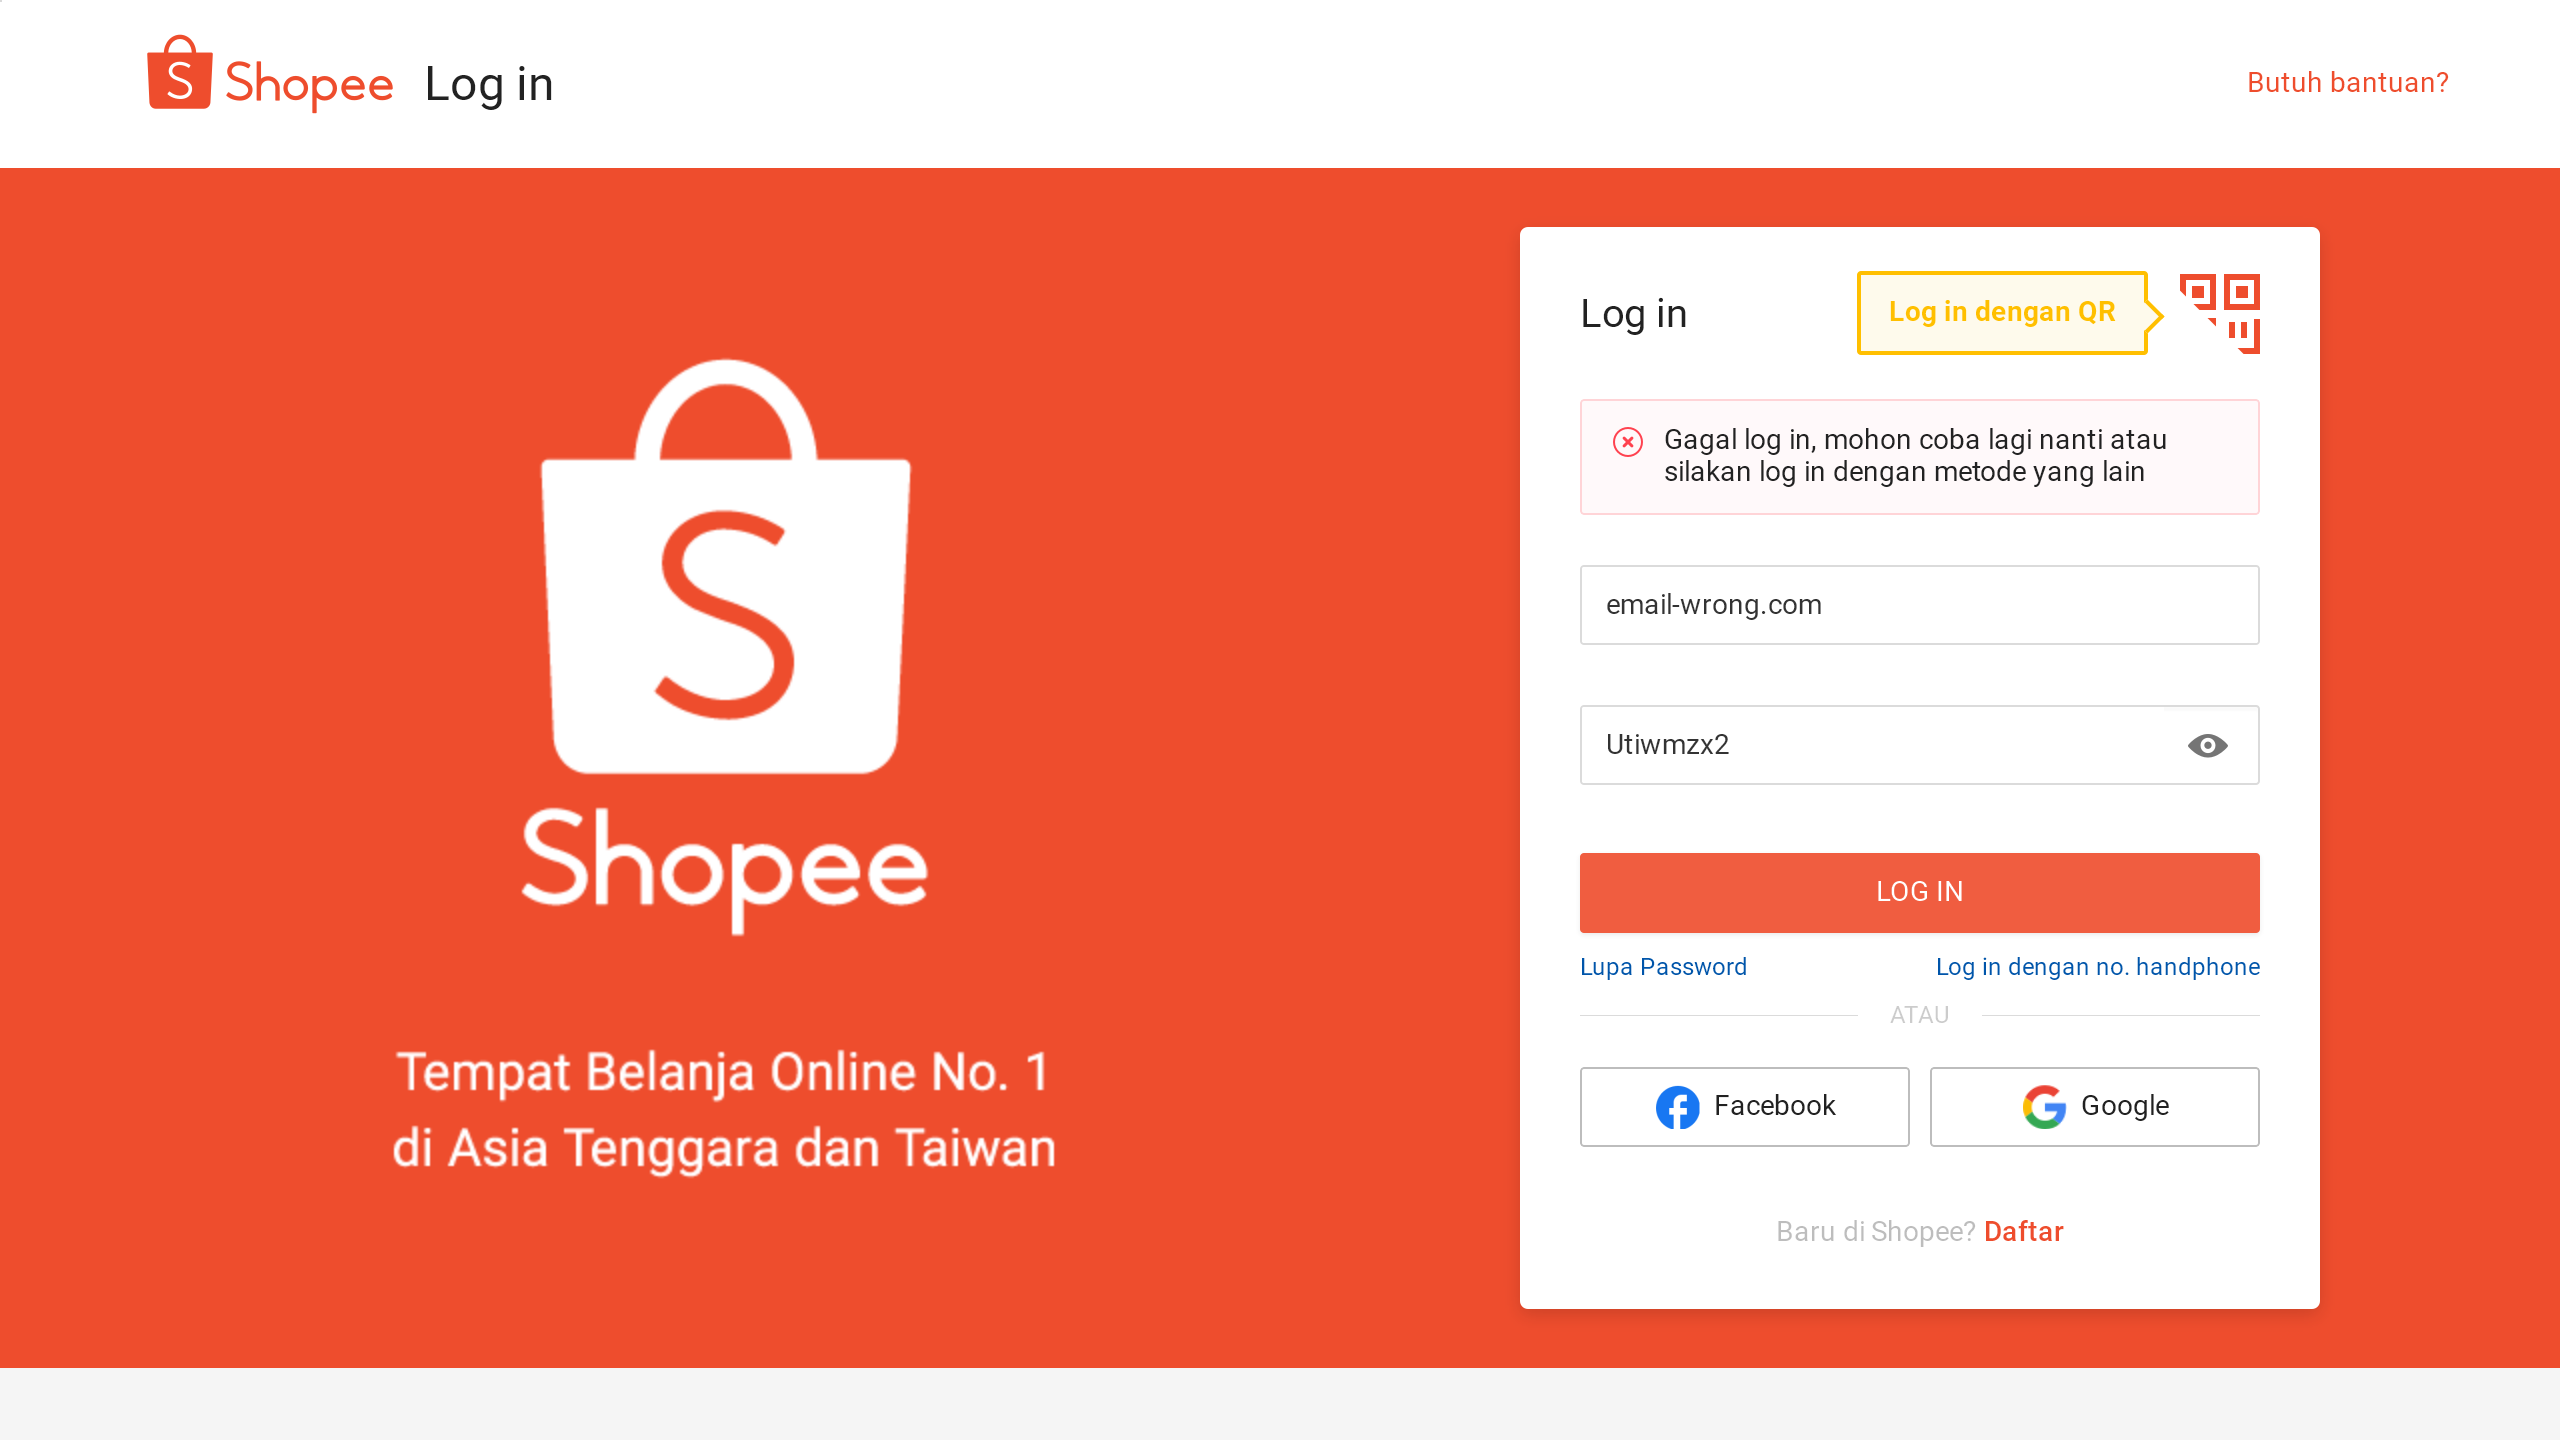 Shopee Log in
Butuh bantuan?
S
Shopee
Tempat Belanja Online No. 1
di Asia Tenggara dan Taiwan
Log in
Log in dengan QR
Gagal log in, mohon coba lagi nanti atau
silakan log in dengan metode yang lain
email-wrong.com
Utiwmzx2
LOG IN
Lupa Password
Log in dengan no. handphone
ATAU
Facebook
Google
Baru di Shopee? Daftar